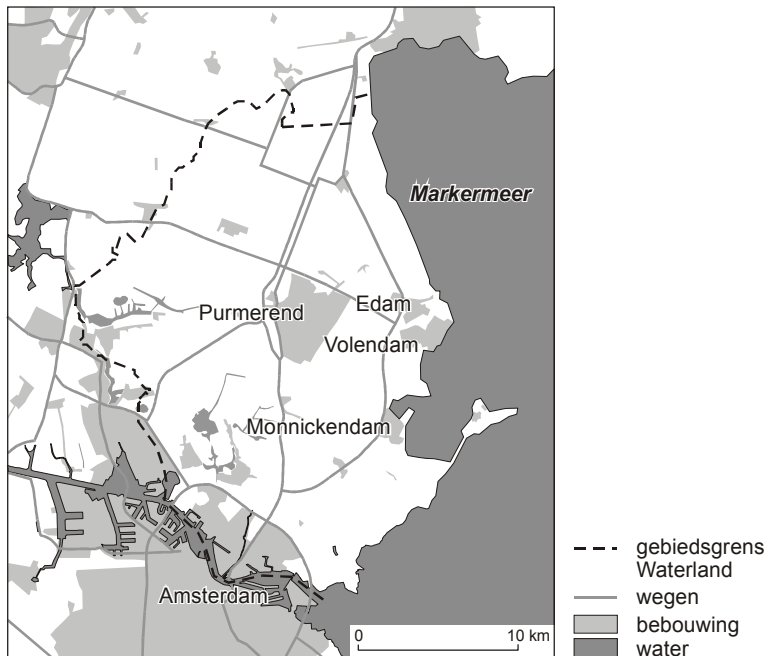 Markermeer
Purmerend
Edam
Volendam
Monnickendam
Amsterdam
0 10 km
gebiedsgrens
Waterland
wegen
bebouwing
water